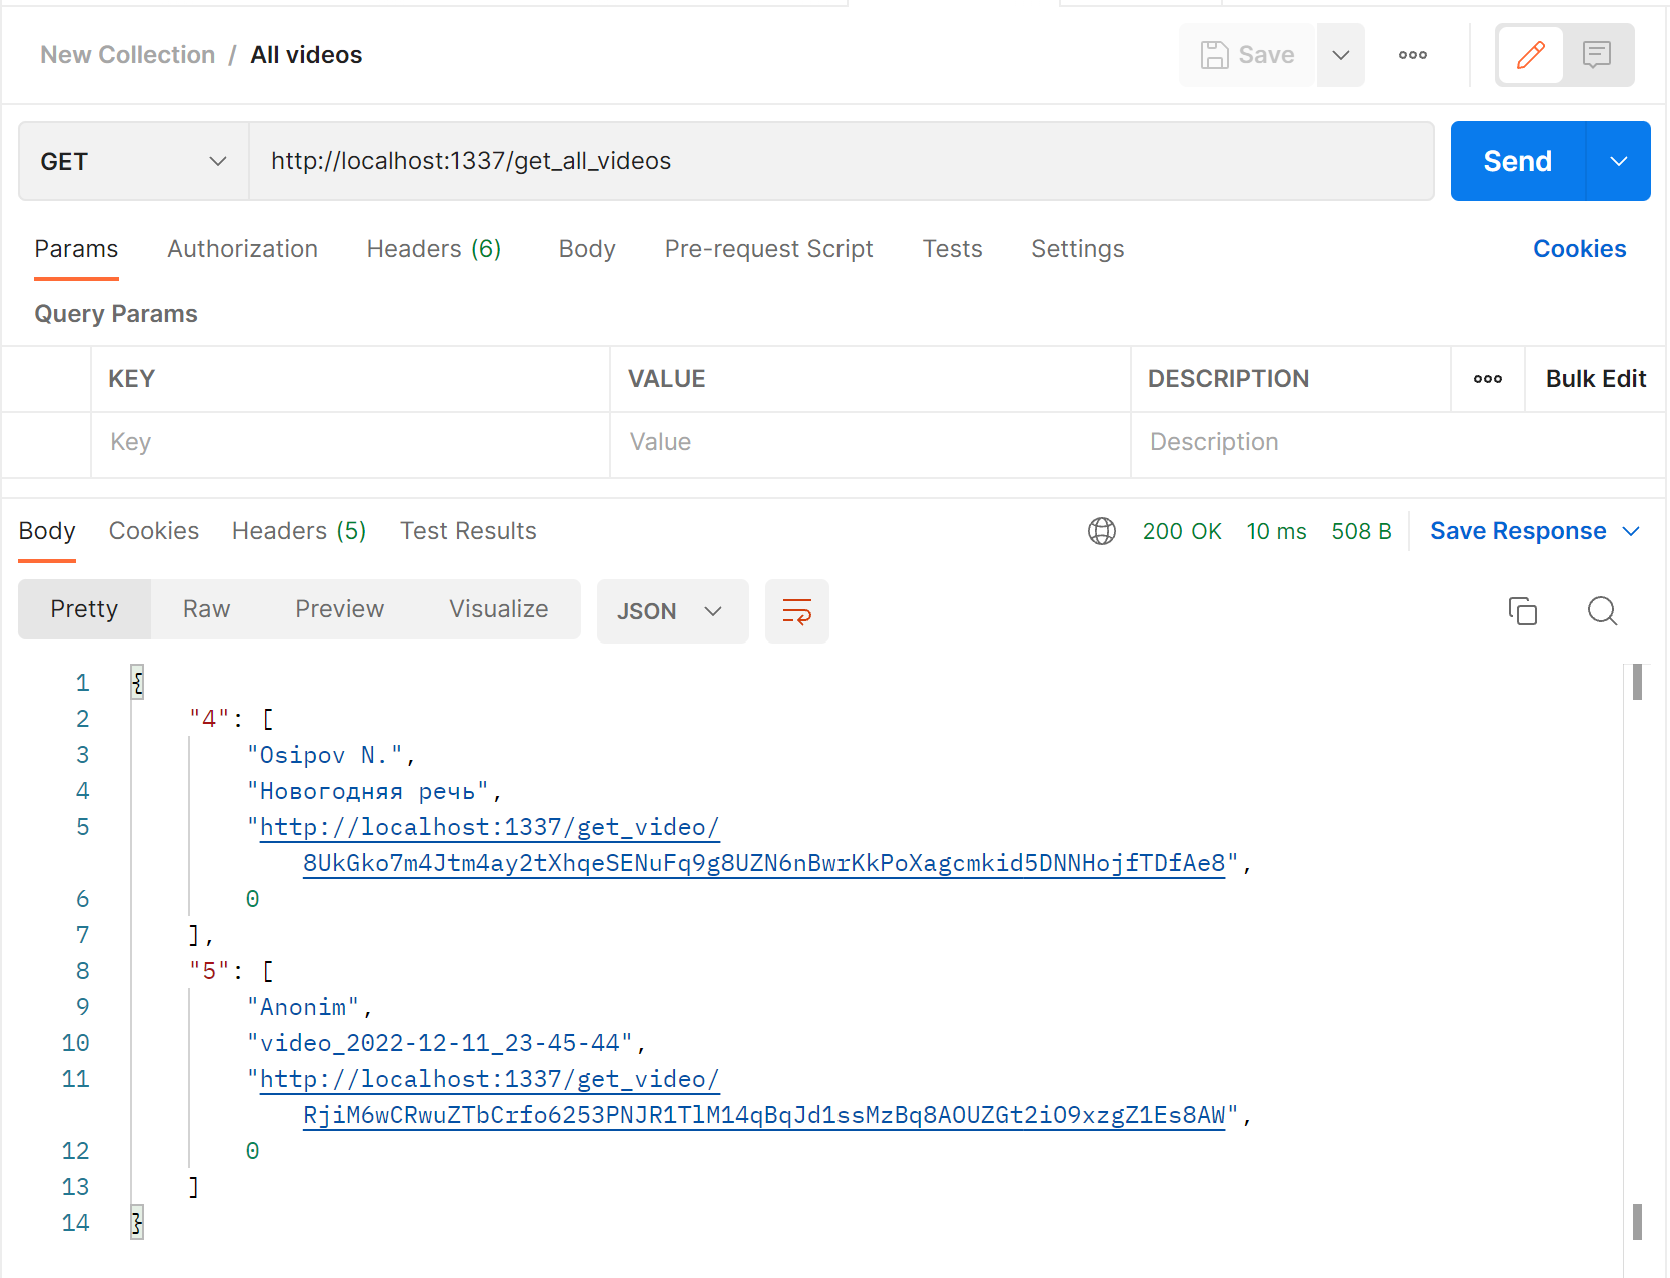 New Collection / All videos
Save
GET
http://localhost:1337/get_all_videos
Send
Params Authorization Headers (6) Body Pre-request Script Tests Settings Cookies
Query Params
KEY VALUE DESCRIPTION Bulk Edit
Key Value Description
Body Cookies Headers (5) Test Results 200 OK 10 ms 508 B Save Response
Pretty Raw Preview Visualize JSON
1 {
2 "4": [
3 "Osipov N.",
4 "Новогодняя речь",
5 "http://localhost:1337/get_video/
8UkGko7m4Jtm4ay2tXhqeSENuFq9g8UZN6nBwrKkPoXagcmkid5DNNHojfTDfAe8",
6 0
7 ],
8 "5": [
9 "Anonim",
10 "video_2022-12-11_23-45-44",
11 "http://localhost:1337/get_video/
RjiM6wCRwuZTbCrfo6253PNJR1TlM14qBqJd1ssMzBq8AOUZGt2iO9xzgZ1Es8AW",
12 0
13 ]
14 }